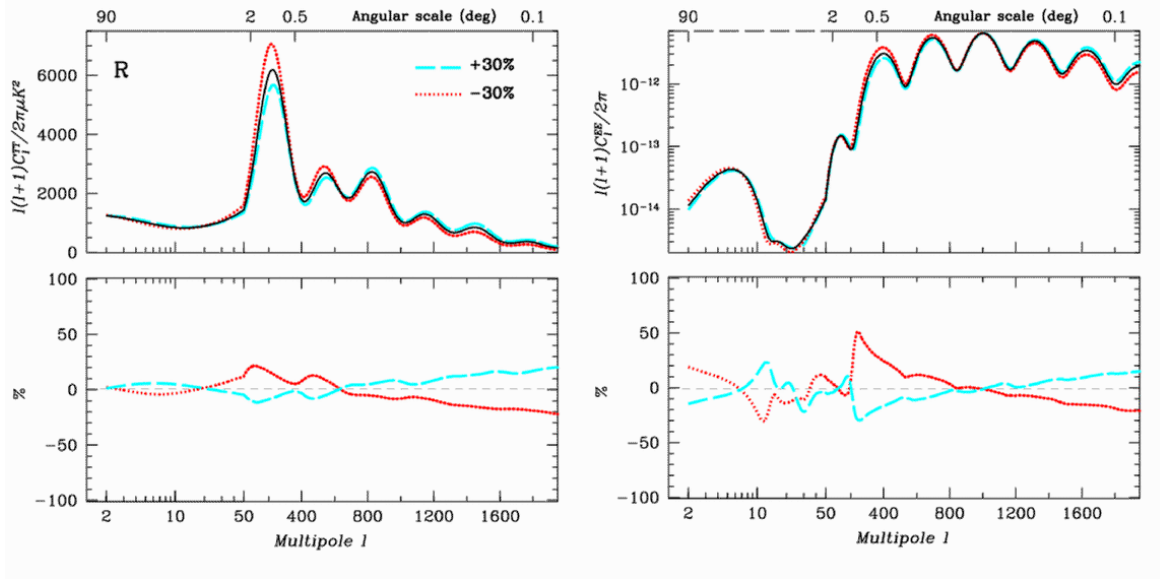 90 2 0.5 Angular scale (deg) 0.1
R
+30%
−30%
l(l+1)C_l^TT/2πμK²
6000
4000
2000
0
100
50
0
−50
−100
%
2 10 50 400 800 1200 1600
Multipole l
90 2 0.5 Angular scale (deg) 0.1
l(l+1)C_l^EE/2π
10⁻¹²
10⁻¹³
10⁻¹⁴
100
50
0
−50
−100
%
2 10 50 400 800 1200 1600
Multipole l